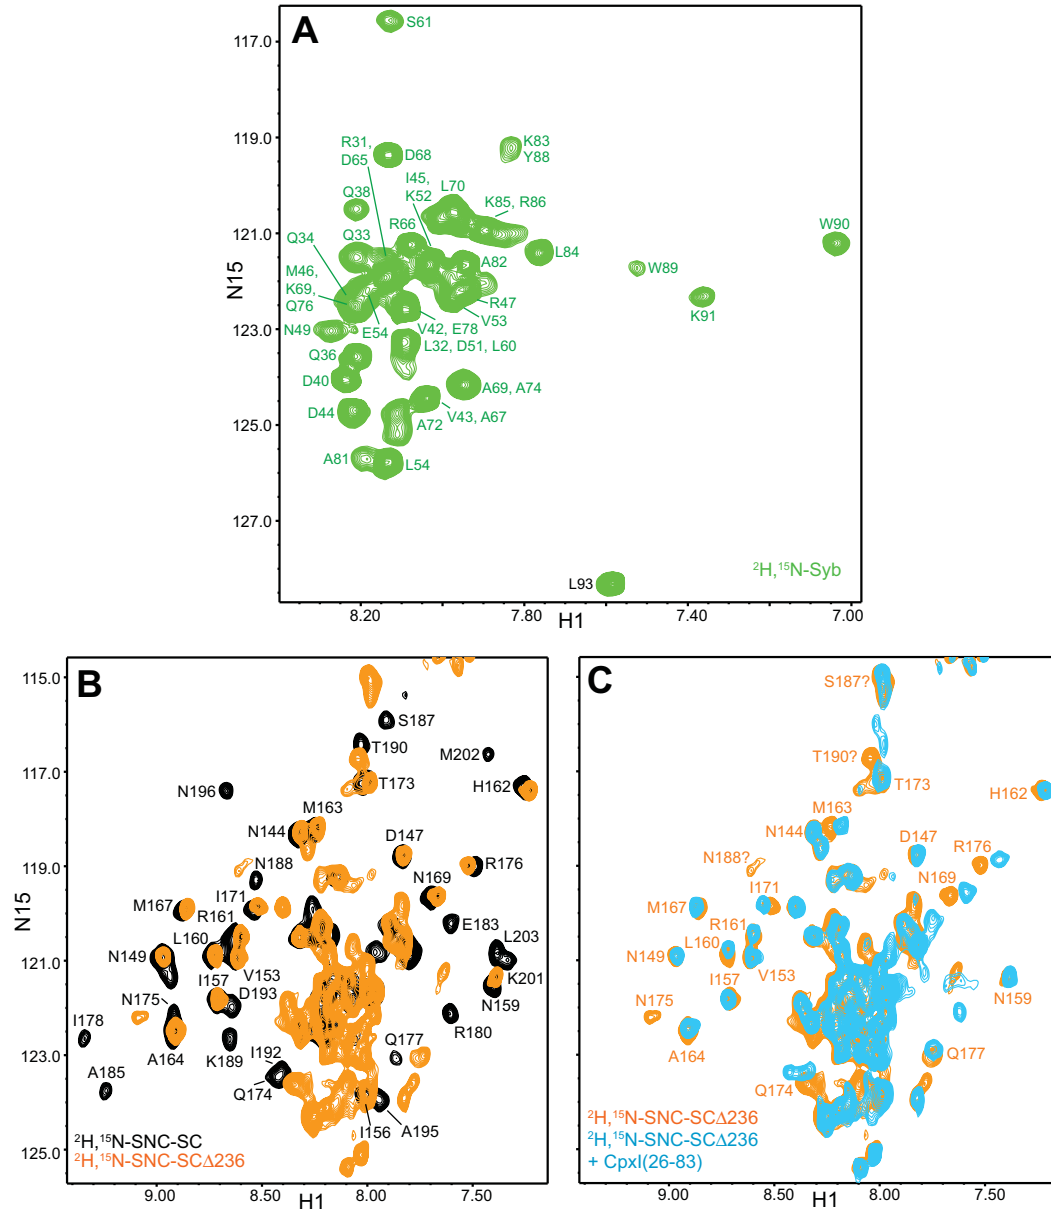 A
117.0
119.0
121.0
123.0
125.0
127.0
N15
8.20
7.80
7.40
7.00
H1
S61
R31,
D65
D68
K83
Y88
I45,
K52
L70
Q38
K85, R86
R66
W90
Q34
Q33
L84
A82
W89
M46,
K69,
Q76
R47
K91
V53
N49
E54
V42, E78
L32, D51, L60
Q36
D40
A69, A74
D44
V43, A67
A72
A81
L54
L93
²H,¹⁵N-Syb
B
115.0
117.0
119.0
121.0
123.0
125.0
N15
9.00
8.50
8.00
7.50
H1
S187
T190
M202
T173
N196
H162
M163
N144
D147
N188
R176
N169
I171
M167
R161
E183
L160
L203
N149
K201
V153
I157
D193
N159
N175
I178
R180
A164
K189
I192
Q177
A185
Q174
I156
A195
²H,¹⁵N-SNC-SC
²H,¹⁵N-SNC-SCΔ236
C
9.00
8.50
8.00
7.50
H1
S187?
T190?
T173
H162
M163
N144
D147
R176
N188?
N169
I171
M167
R161
L160
N149
V153
I157
N159
N175
A164
Q177
Q174
²H,¹⁵N-SNC-SCΔ236
²H,¹⁵N-SNC-SCΔ236
+ CpxI(26-83)